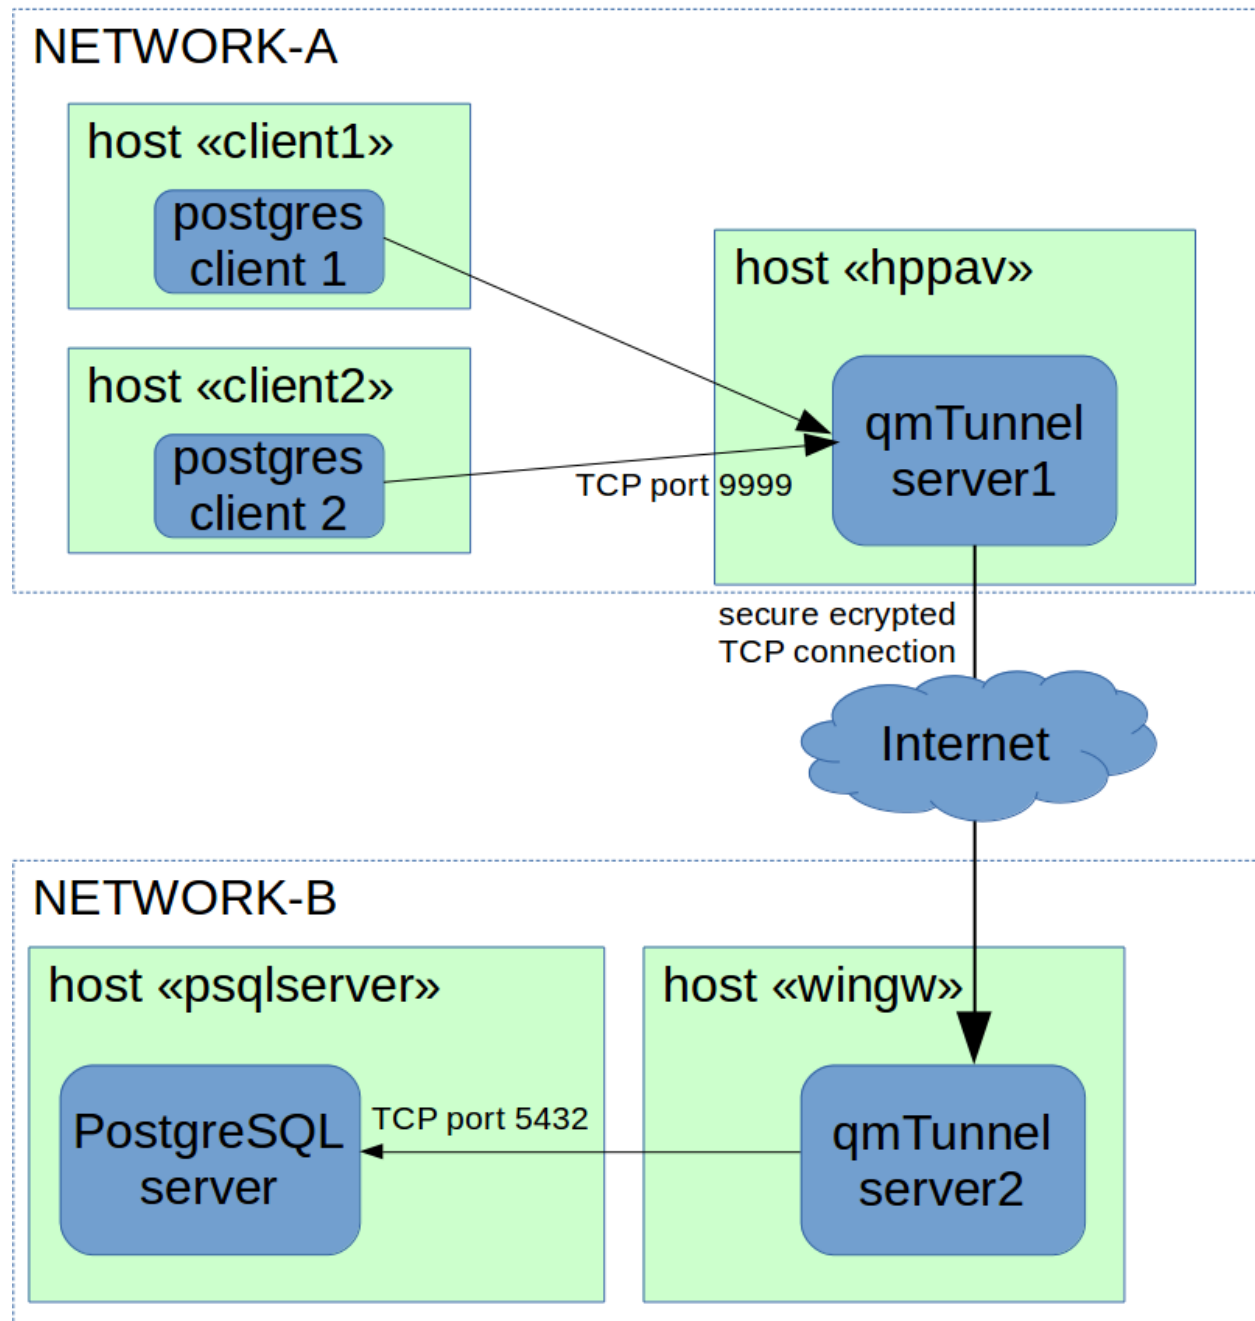 NETWORK-A
host «client1»
postgres
client 1
host «hppav»
host «client2»
postgres
client 2
TCP port 9999
qmTunnel
server1
secure ecrypted
TCP connection
Internet
NETWORK-B
host «psqlserver»
host «wingw»
PostgreSQL
server
TCP port 5432
qmTunnel
server2